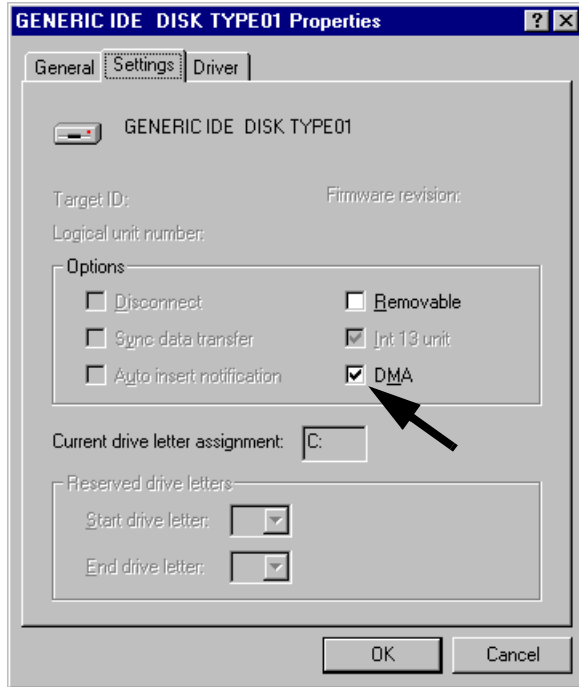 GENERIC IDE  DISK TYPE01 Properties
General Settings Driver
GENERIC IDE  DISK TYPE01
Target ID: Firmware revision:
Logical unit number:
Options
Disconnect Removable
Sync data transfer Int 13 unit
Auto insert notification DMA
Current drive letter assignment: C:
Reserved drive letters
Start drive letter:
End drive letter:
OK Cancel